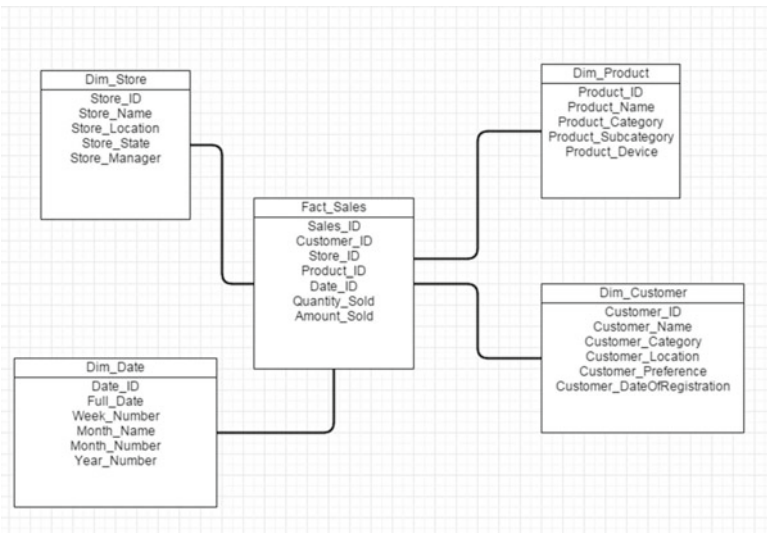 Dim_Store
Store_ID
Store_Name
Store_Location
Store_State
Store_Manager
Dim_Product
Product_ID
Product_Name
Product_Category
Product_Subcategory
Product_Device
Fact_Sales
Sales_ID
Customer_ID
Store_ID
Product_ID
Date_ID
Quantity_Sold
Amount_Sold
Dim_Customer
Customer_ID
Customer_Name
Customer_Category
Customer_Location
Customer_Preference
Customer_DateOfRegistration
Dim_Date
Date_ID
Full_Date
Week_Number
Month_Name
Month_Number
Year_Number